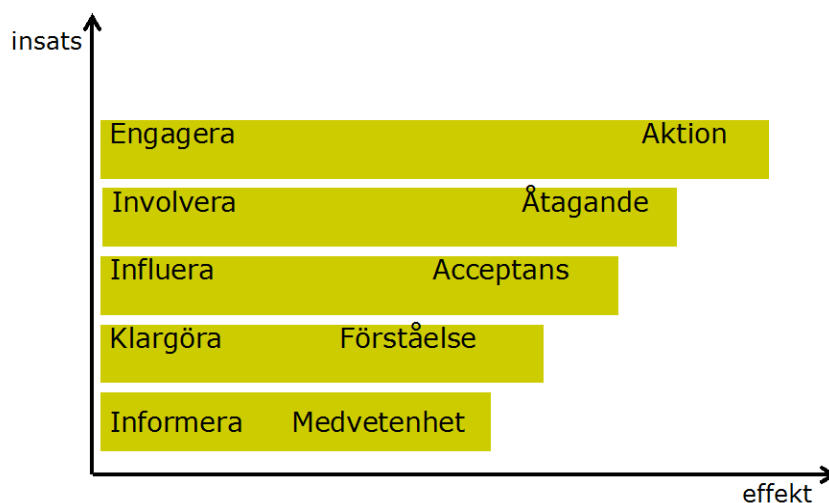 insats
Engagera Aktion
Involvera Åtagande
Influera Acceptans
Klargöra Förståelse
Informera Medvetenhet
effekt